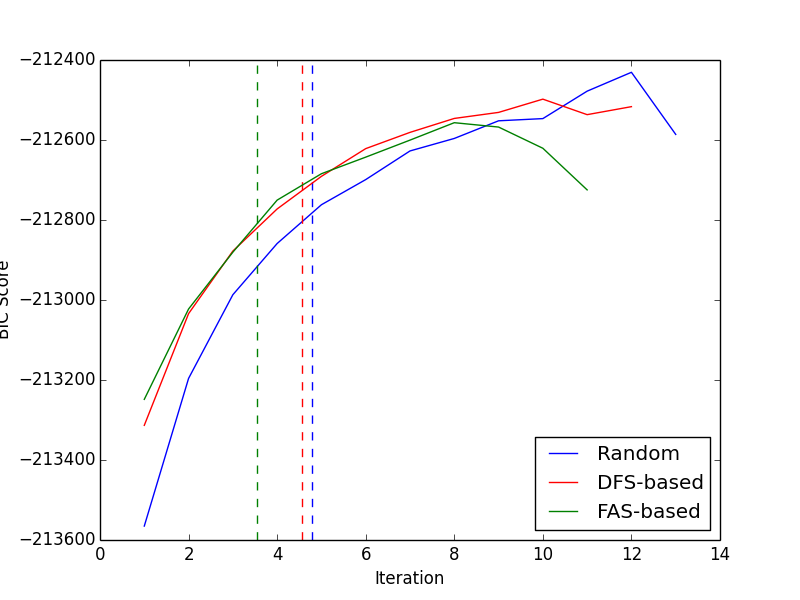 −212400
−212600
−212800
−213000
−213200
−213400
−213600
BIC Score
0 2 4 6 8 10 12 14
Iteration
Random
DFS-based
FAS-based